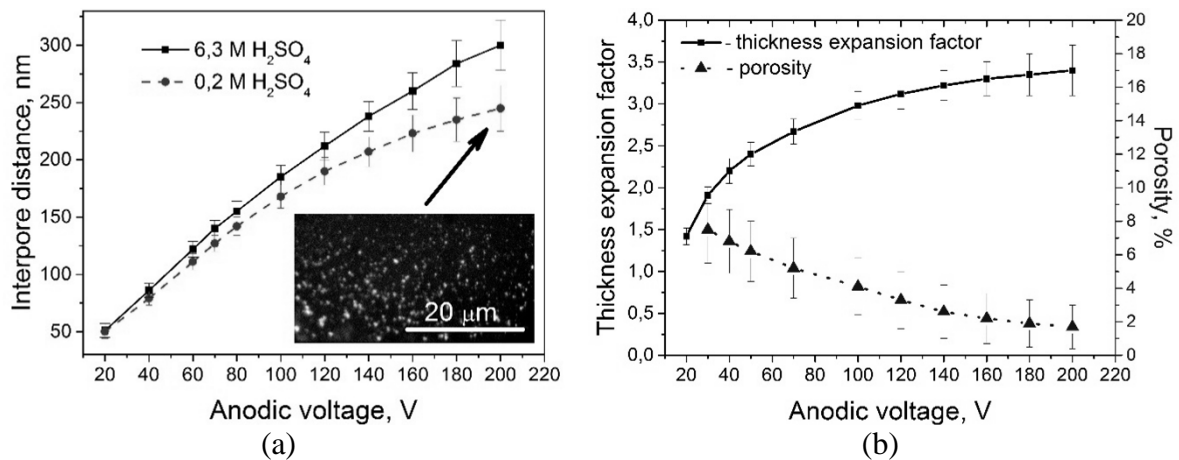 (a)
300
250
200
150
100
50
Interpore distance, nm
6,3 M H₂SO₄
0,2 M H₂SO₄
20 μm
20 40 60 80 100 120 140 160 180 200 220
Anodic voltage, V
(a)
(b)
4,0
3,5
3,0
2,5
2,0
1,5
1,0
0,5
0,0
Thickness expansion factor
- thickness expansion factor
- porosity
20
18
16
14
12
10
8
6
4
2
0
Porosity, %
20 40 60 80 100 120 140 160 180 200 220
Anodic voltage, V
(b)